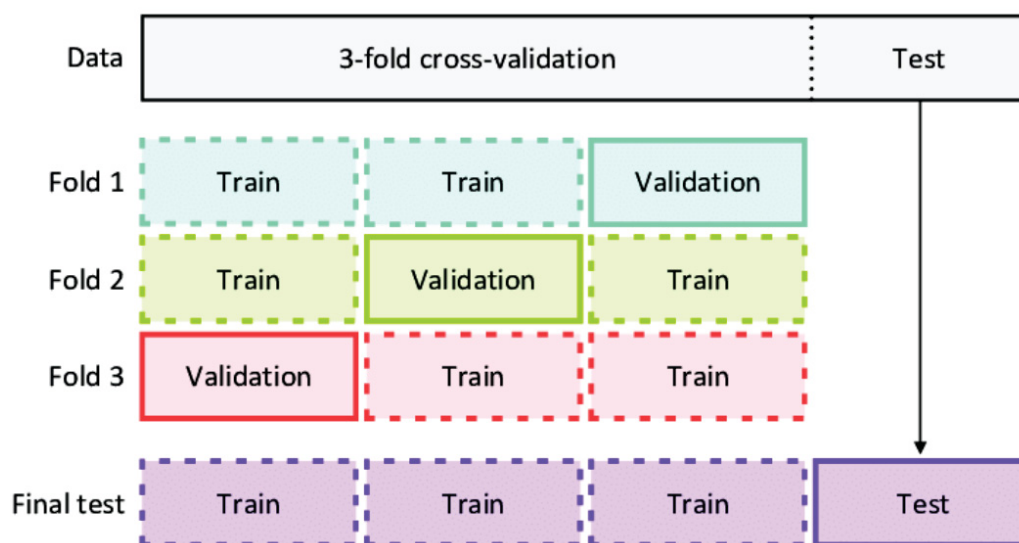 Data 3-fold cross-validation Test
Fold 1 Train Train Validation
Fold 2 Train Validation Train
Fold 3 Validation Train Train
Final test Train Train Train Test